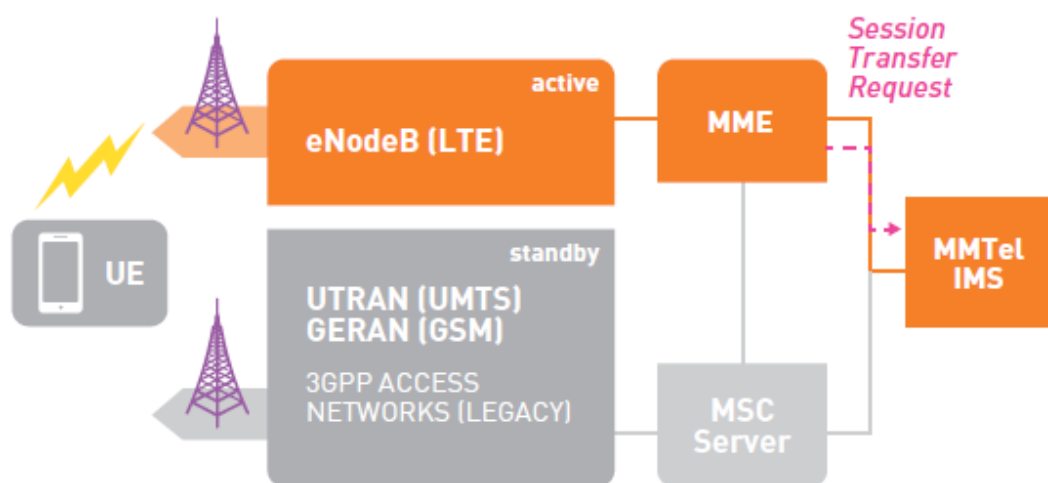 Session
Transfer
Request
active
eNodeB (LTE)
MME
UE
standby
UTRAN (UMTS)
GERAN (GSM)
3GPP ACCESS
NETWORKS (LEGACY)
MMTel
IMS
MSC
Server